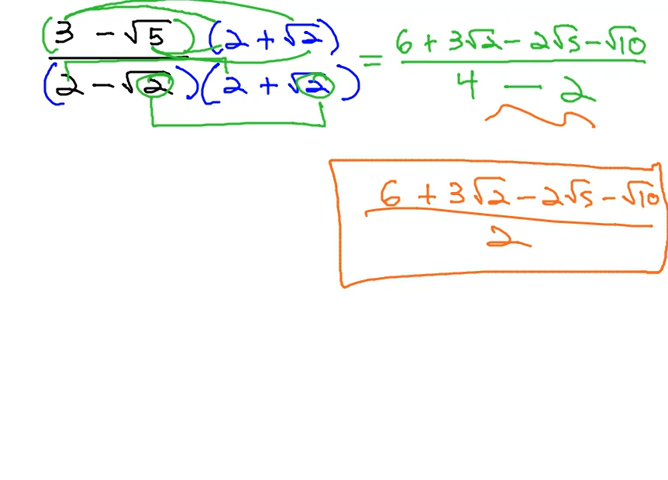 (3 − √5)(2 + √2) = 6 + 3√2 − 2√5 − √10
(2 − √2)(2 + √2) 4 − 2
6 + 3√2 − 2√5 − √10
2